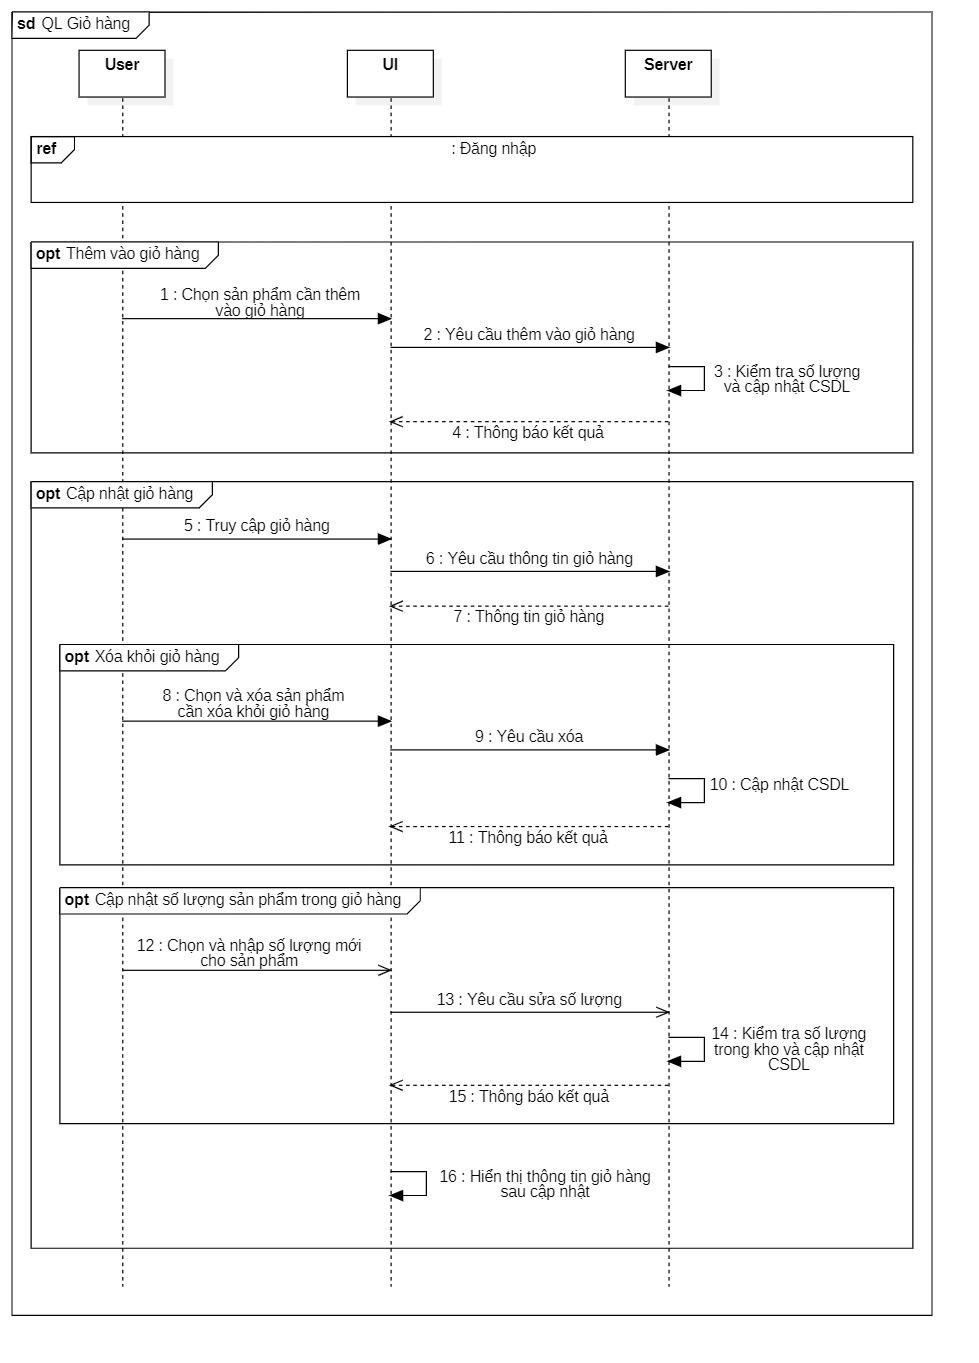 sd QL Giỏ hàng
User
UI
Server
ref
: Đăng nhập
opt Thêm vào giỏ hàng
1 : Chọn sản phẩm cần thêm
vào giỏ hàng
2 : Yêu cầu thêm vào giỏ hàng
3 : Kiểm tra số lượng
và cập nhật CSDL
4 : Thông báo kết quả
opt Cập nhật giỏ hàng
5 : Truy cập giỏ hàng
6 : Yêu cầu thông tin giỏ hàng
7 : Thông tin giỏ hàng
opt Xóa khỏi giỏ hàng
8 : Chọn và xóa sản phẩm
cần xóa khỏi giỏ hàng
9 : Yêu cầu xóa
10 : Cập nhật CSDL
11 : Thông báo kết quả
opt Cập nhật số lượng sản phẩm trong giỏ hàng
12 : Chọn và nhập số lượng mới
cho sản phẩm
13 : Yêu cầu sửa số lượng
14 : Kiểm tra số lượng
trong kho và cập nhật
CSDL
15 : Thông báo kết quả
16 : Hiển thị thông tin giỏ hàng
sau cập nhật